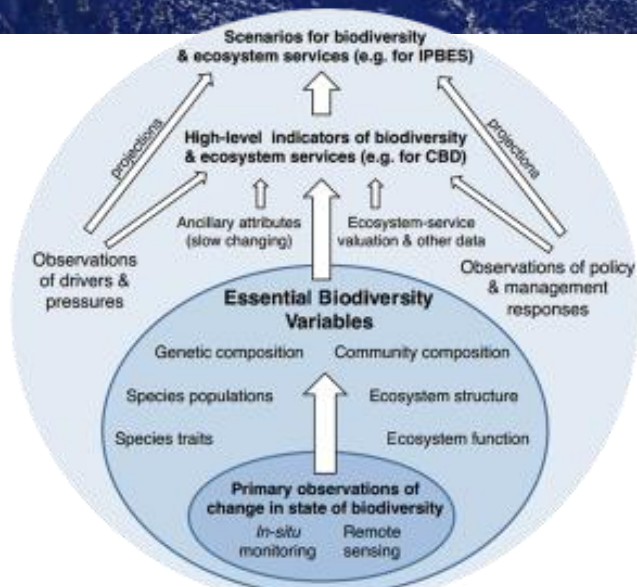 Scenarios for biodiversity
& ecosystem services (e.g. for IPBES)
projections
projections
High-level indicators of biodiversity
& ecosystem services (e.g. for CBD)
Ancillary attributes
(slow changing)
Ecosystem-service
valuation & other data
Observations
of drivers &
pressures
Observations of policy
& management
responses
Essential Biodiversity
Variables
Genetic composition
Community composition
Species populations
Ecosystem structure
Species traits
Ecosystem function
Primary observations of
change in state of biodiversity
In-situ
monitoring
Remote
sensing